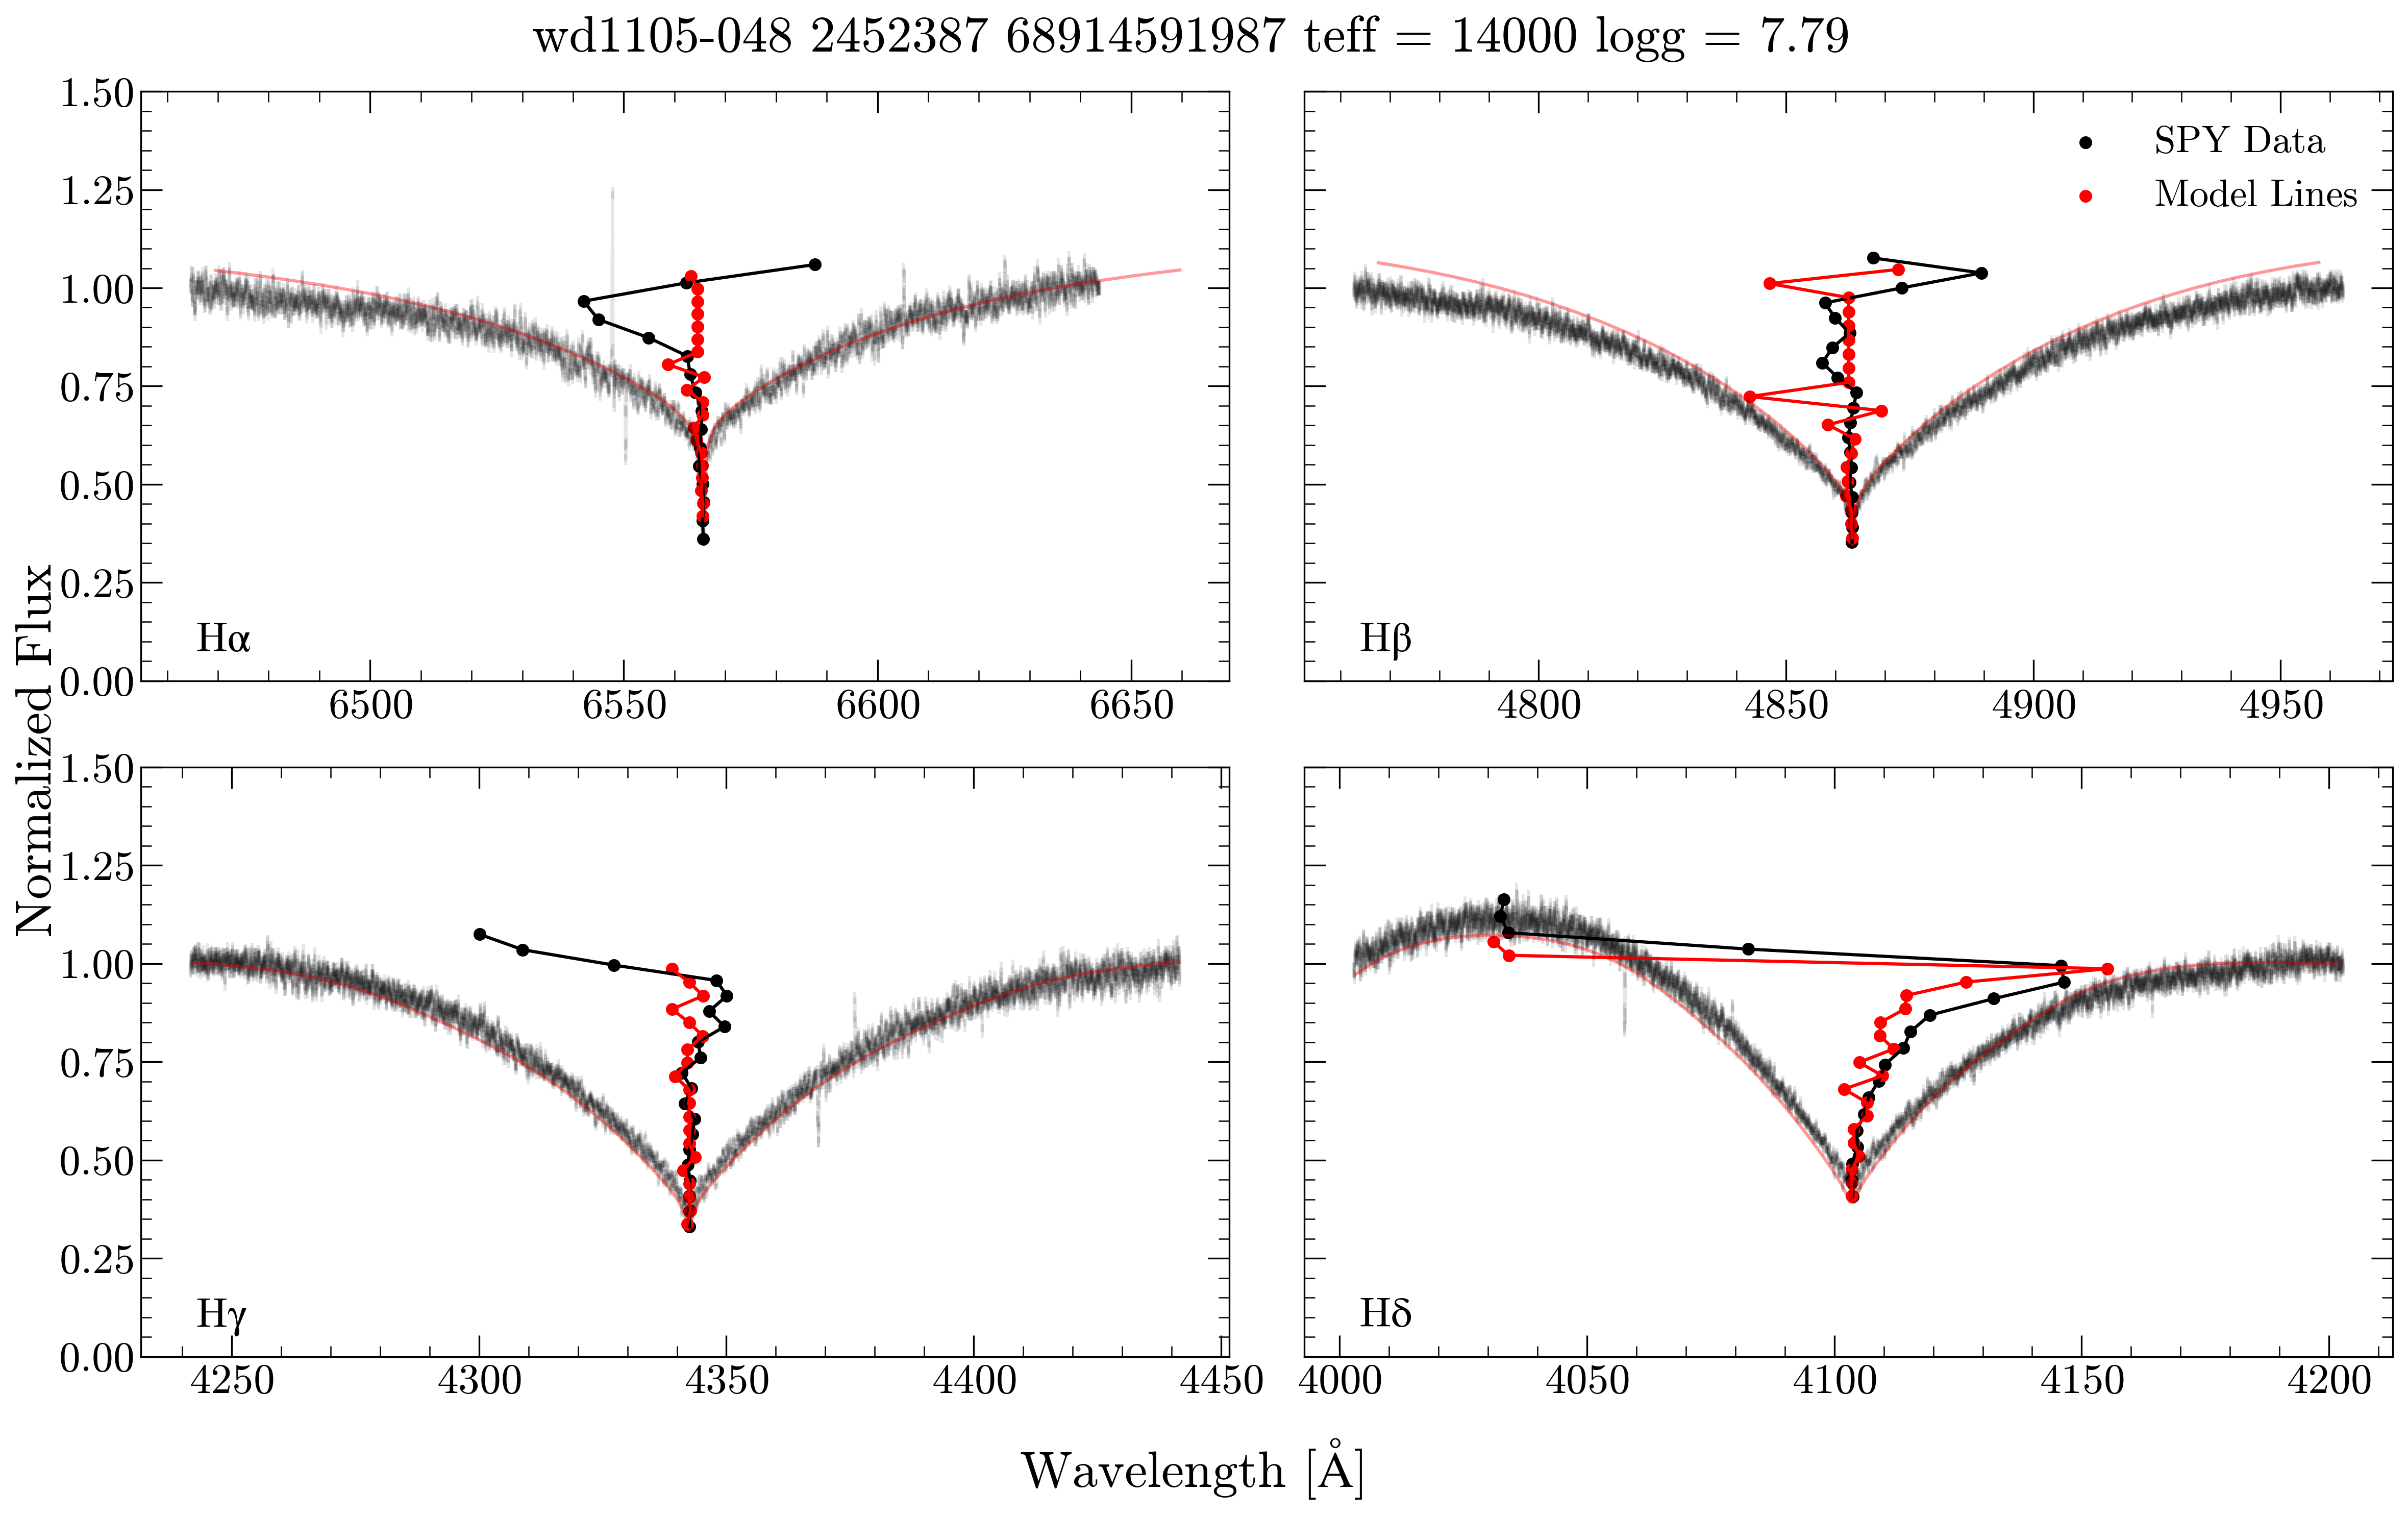 wd1105-048 2452387 68914591987 teff = 14000 logg = 7.79
Normalized Flux
1.50
1.25
1.00
0.75
0.50
0.25
0.00
Hα
6500 6550 6600 6650
SPY Data
Model Lines
Hβ
4800 4850 4900 4950
1.50
1.25
1.00
0.75
0.50
0.25
0.00
Hγ
4250 4300 4350 4400 4450
Hδ
4000 4050 4100 4150 4200
Wavelength [Å]